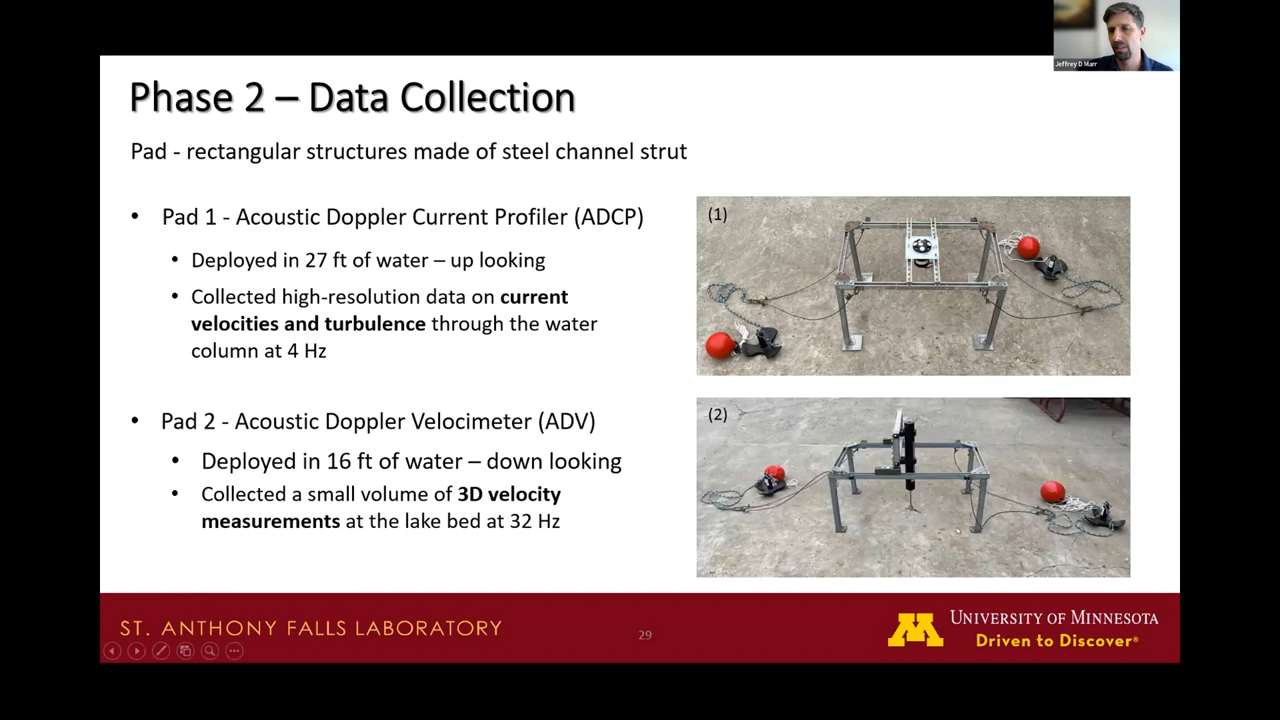 Jeffrey D Marr
Phase 2 – Data Collection
Pad - rectangular structures made of steel channel strut
• Pad 1 - Acoustic Doppler Current Profiler (ADCP)
• Deployed in 27 ft of water – up looking
• Collected high-resolution data on current
velocities and turbulence through the water
column at 4 Hz
(1)
• Pad 2 - Acoustic Doppler Velocimeter (ADV)
• Deployed in 16 ft of water – down looking
• Collected a small volume of 3D velocity
measurements at the lake bed at 32 Hz
(2)
ST. ANTHONY FALLS LABORATORY
29
M
UNIVERSITY OF MINNESOTA
Driven to Discover®